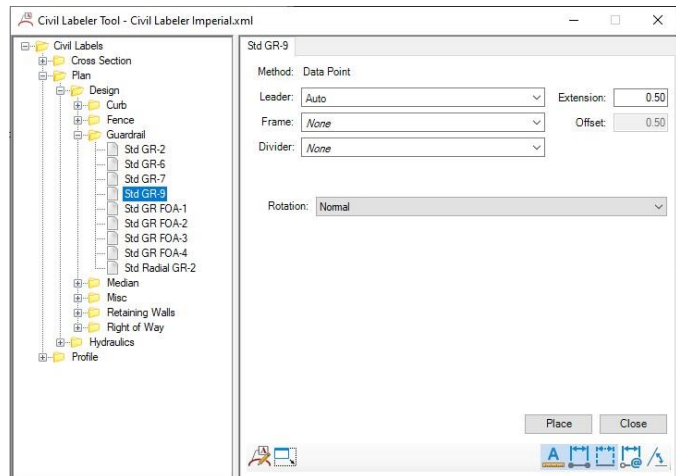 Civil Labeler Tool - Civil Labeler Imperial.xml
Civil Labels
Cross Section
Plan
Design
Curb
Fence
Guardrail
Std GR-2
Std GR-6
Std GR-7
Std GR-9
Std GR FOA-1
Std GR FOA-2
Std GR FOA-3
Std GR FOA-4
Std Radial GR-2
Median
Misc
Retaining Walls
Right of Way
Hydraulics
Profile
Std GR-9
Method: Data Point
Leader: Auto Extension: 0.50
Frame: None Offset: 0.50
Divider: None
Rotation: Normal
Place Close